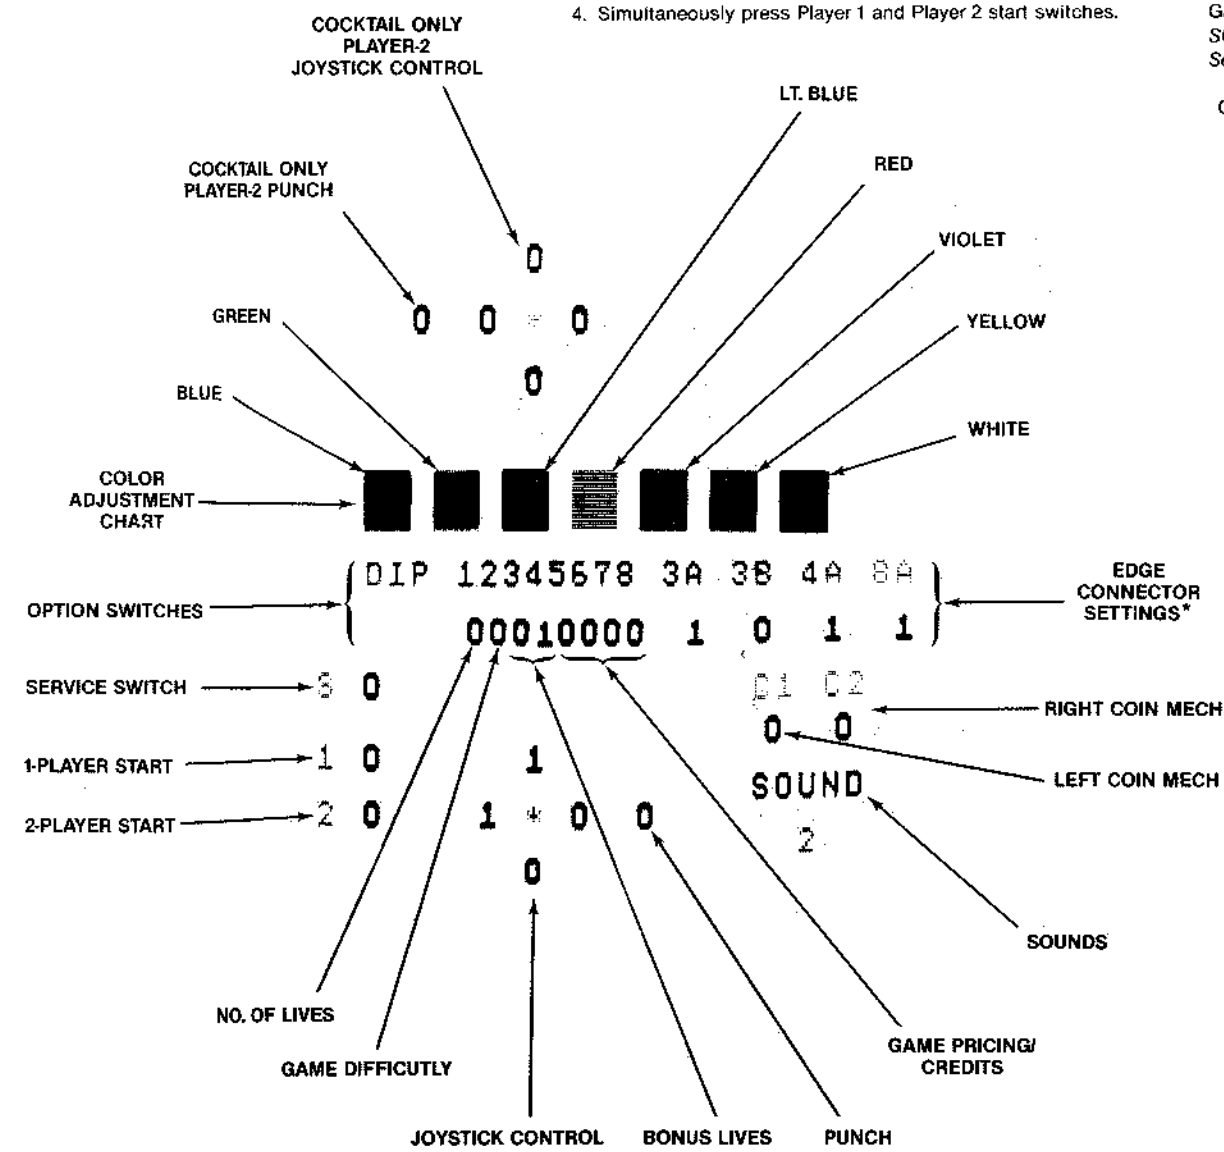 4. Simultaneously press Player 1 and Player 2 start switches.
COCKTAIL ONLY
PLAYER-2
JOYSTICK CONTROL
LT. BLUE
RED
COCKTAIL ONLY
PLAYER-2 PUNCH
VIOLET
0
GREEN
0 0 * 0
YELLOW
0
BLUE
WHITE
COLOR
ADJUSTMENT
CHART
DIP 12345678 3A 3B 4A 8A
00010000 1 0 1 1
OPTION SWITCHES
EDGE
CONNECTOR
SETTINGS*
SERVICE SWITCH
8 0
C1 C2
0 0
RIGHT COIN MECH
1-PLAYER START
1 0
1
LEFT COIN MECH
SOUND
2
2-PLAYER START
2 0
1 * 0 0
0
SOUNDS
NO. OF LIVES
GAME DIFFICUTLY
GAME PRICING/
CREDITS
JOYSTICK CONTROL
BONUS LIVES
PUNCH